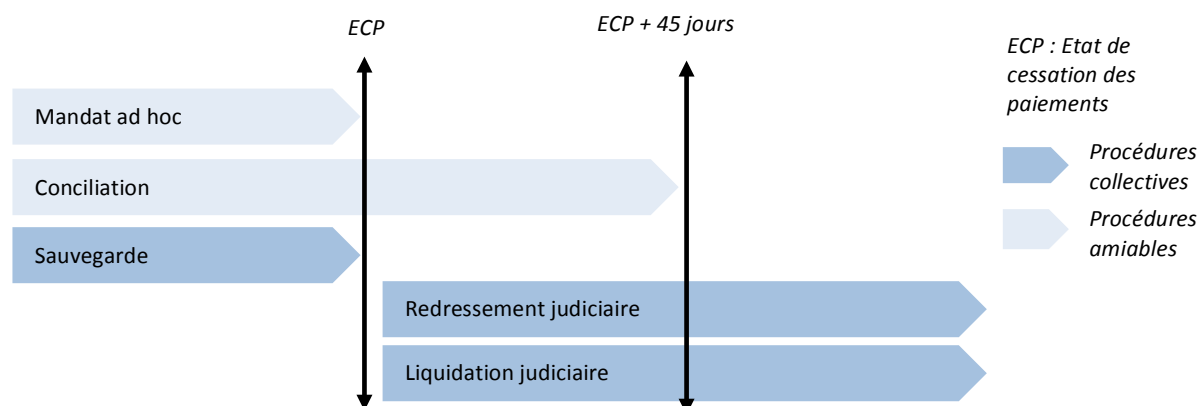 ECP
ECP + 45 jours
ECP : Etat de
cessation des
paiements
Mandat ad hoc
Conciliation
Sauvegarde
Redressement judiciaire
Liquidation judiciaire
Procédures
collectives
Procédures
amiables